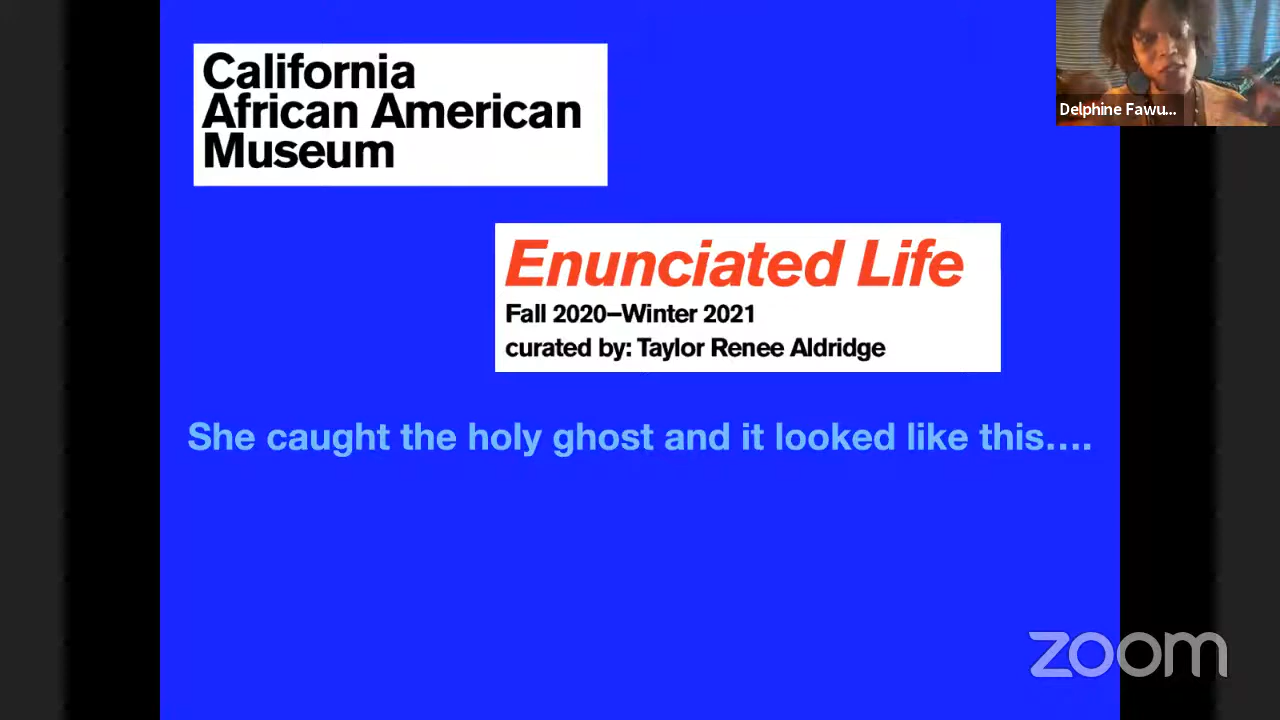 California
African American
Museum
Delphine Fawu...
Enunciated Life
Fall 2020–Winter 2021
curated by: Taylor Renee Aldridge
She caught the holy ghost and it looked like this....
zoom